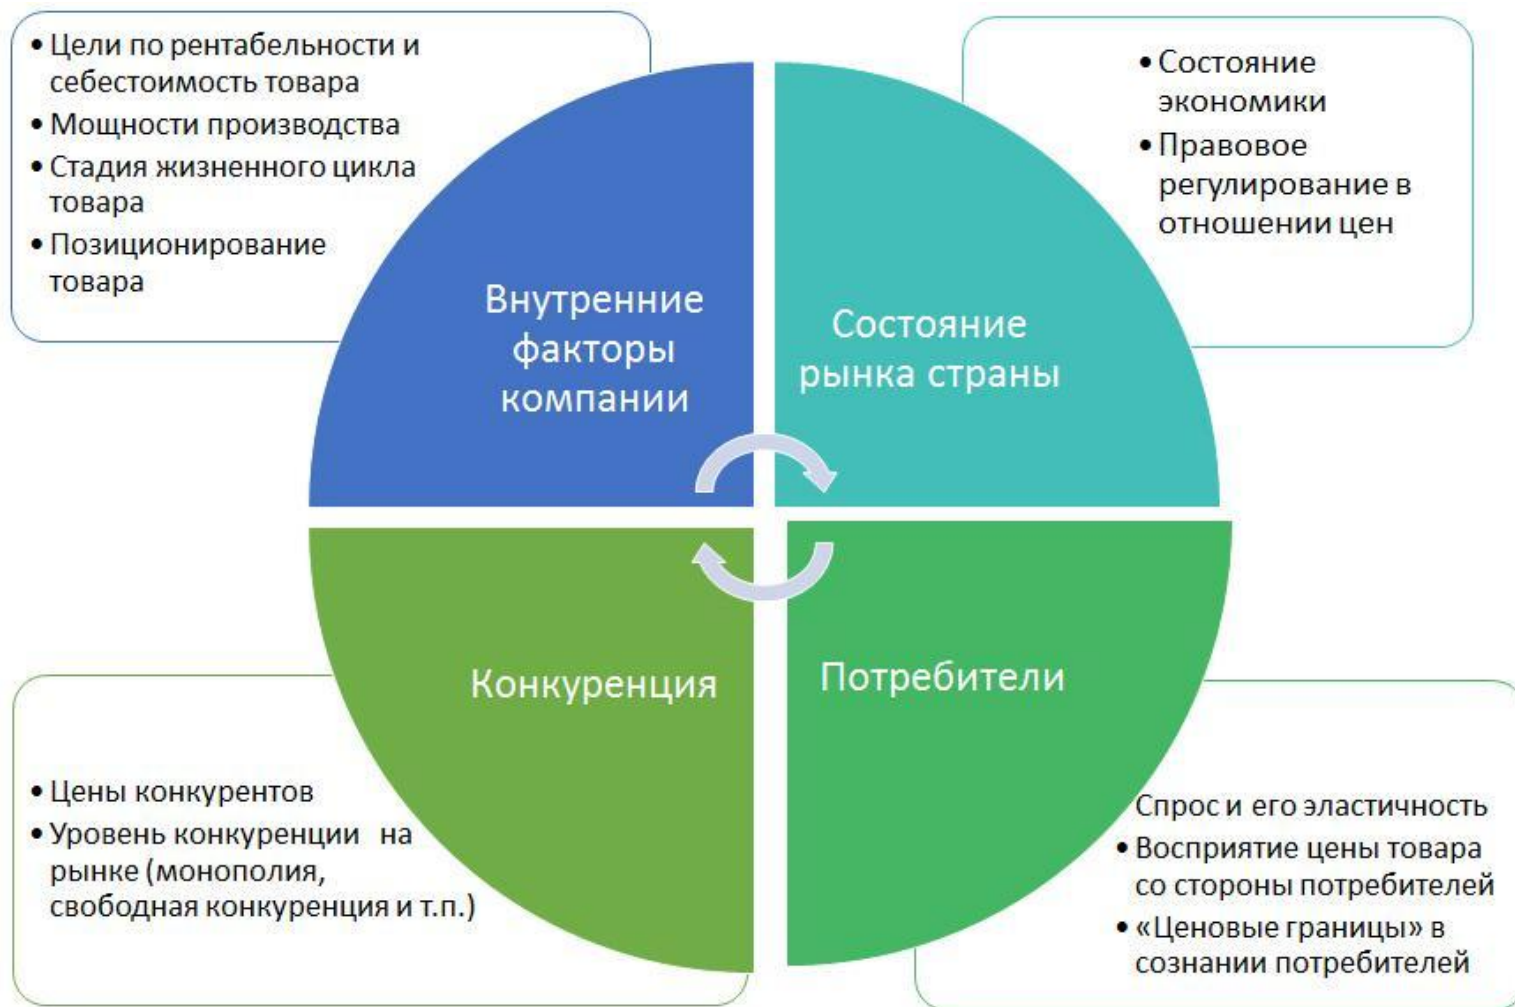 • Цели по рентабельности и
себестоимость товара
• Мощности производства
• Стадия жизненного цикла
товара
• Позиционирование
товара
• Состояние
экономики
• Правовое
регулирование в
отношении цен
Внутренние
факторы
компании
Состояние
рынка страны
Конкуренция
Потребители
• Цены конкурентов
• Уровень конкуренции на
рынке (монополия,
свободная конкуренция и т.п.)
Спрос и его эластичность
• Восприятие цены товара
со стороны потребителей
• «Ценовые границы» в
сознании потребителей